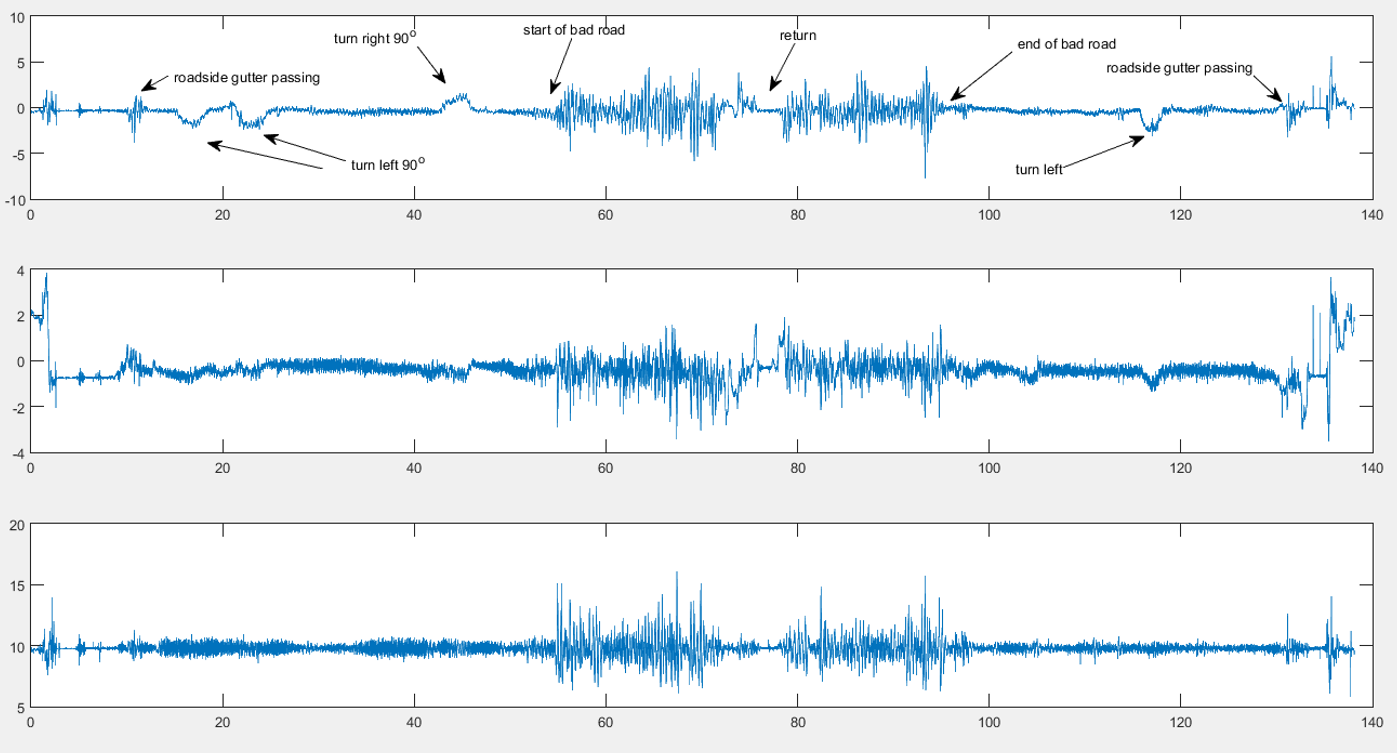 10
turn right 90o
start of bad road
return
end of bad road
5
roadside gutter passing
roadside gutter passing
0
-5
turn left 90o
turn left
-10
0 20 40 60 80 100 120 140
4
2
0
-2
-4
0 20 40 60 80 100 120 140
20
15
10
5
0 20 40 60 80 100 120 140